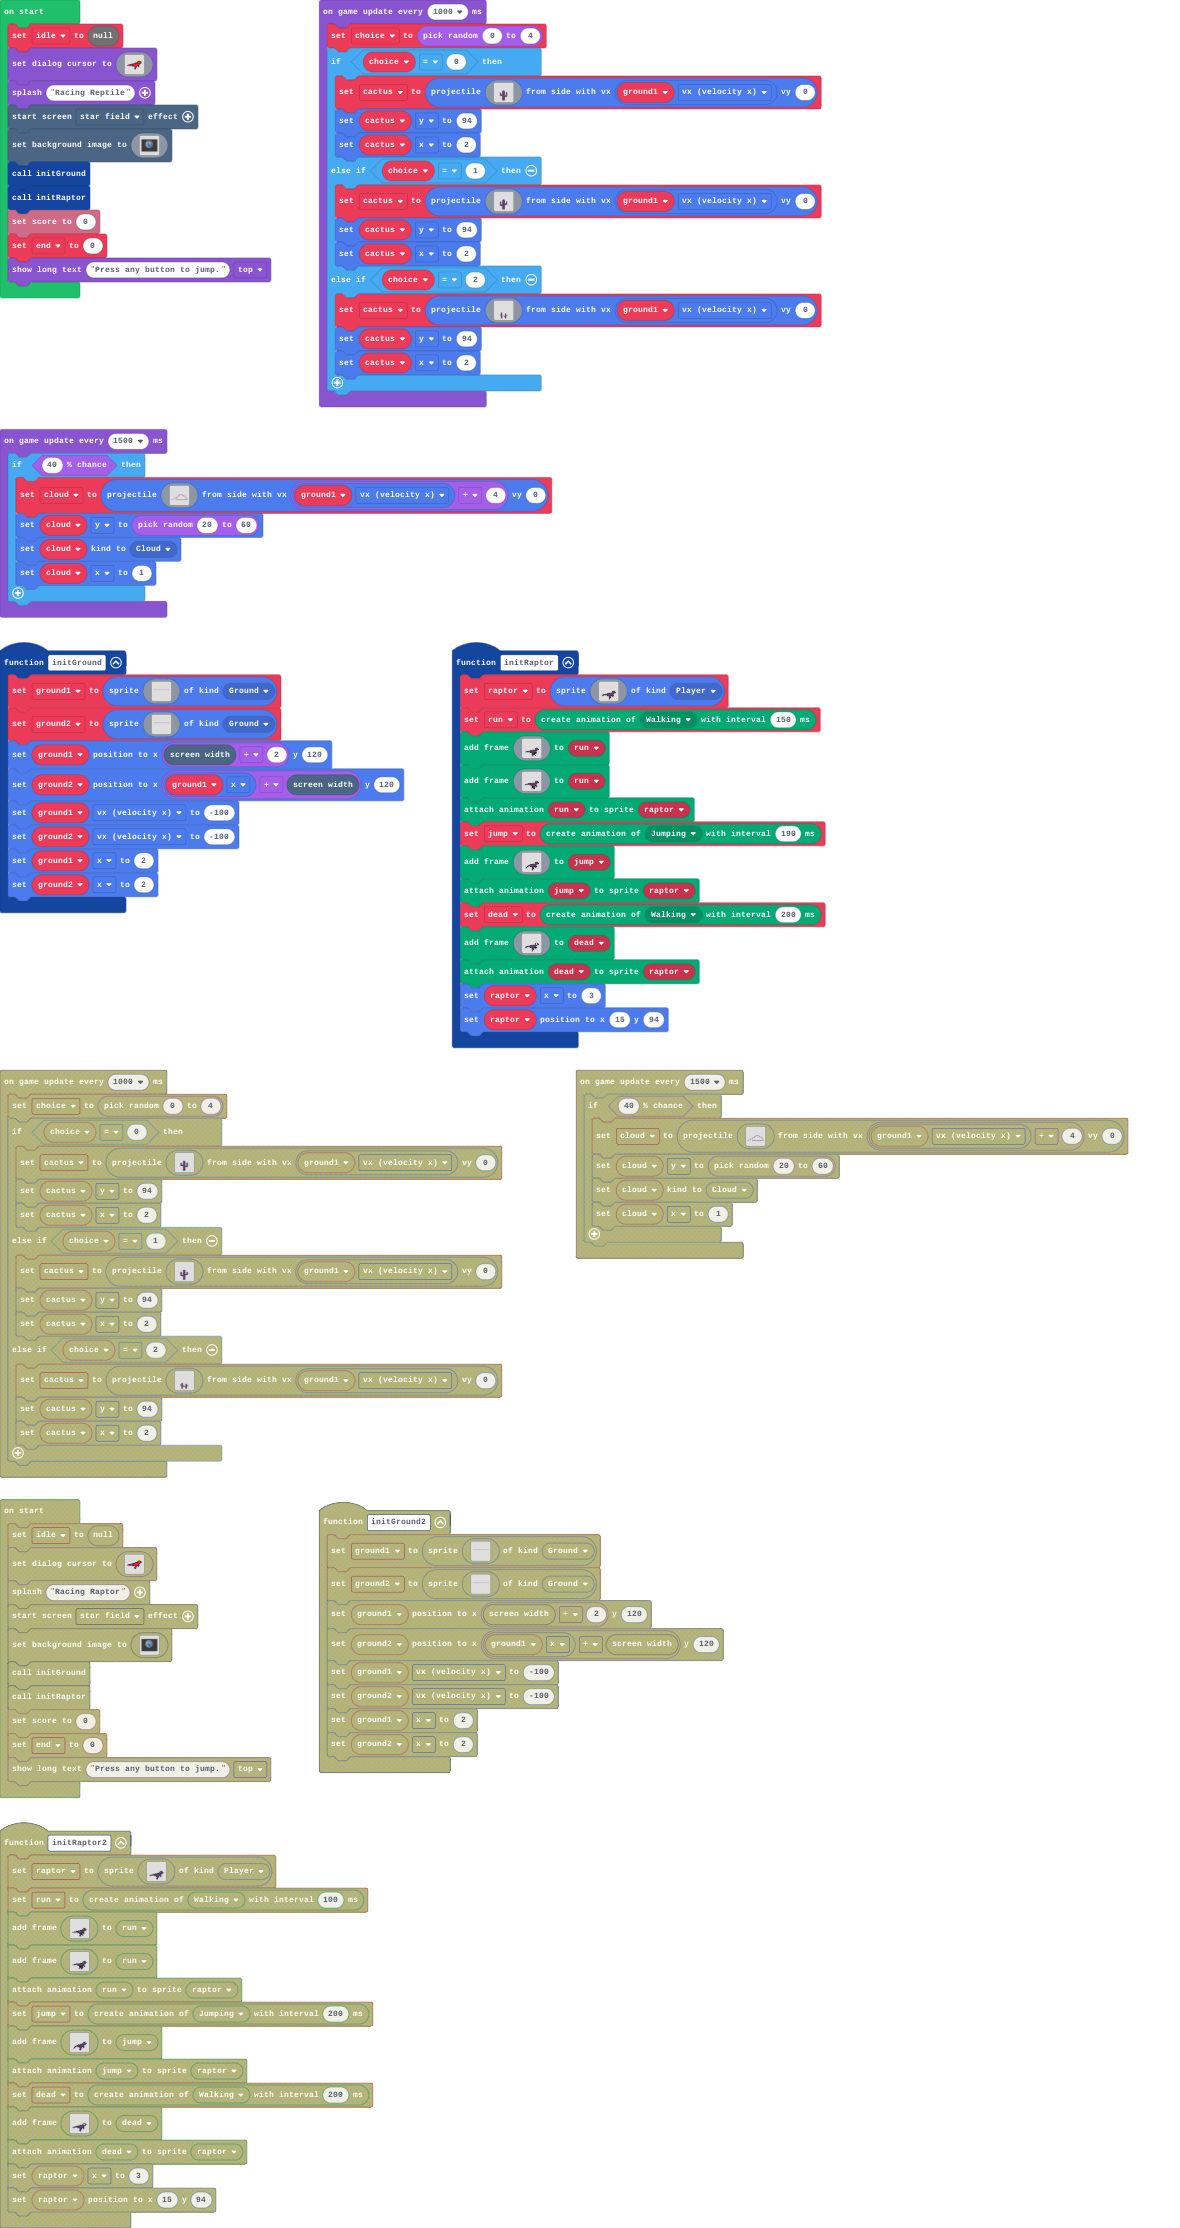 on start
set idle to null
set dialog cursor to
splash "Racing Reptile"
start screen star field effect
set background image to
call initGround
call initRaptor
set score to 0
set end to 0
show long text "Press any button to jump." top
on game update every 1000 ms
set choice to pick random 0 to 4
if choice = 0 then
set cactus to projectile from side with vx ground1 vx (velocity x) vy 0
set cactus y to 94
set cactus x to 2
else if choice = 1 then
set cactus to projectile from side with vx ground1 vx (velocity x) vy 0
set cactus y to 94
set cactus x to 2
else if choice = 2 then
set cactus to projectile from side with vx ground1 vx (velocity x) vy 0
set cactus y to 94
set cactus x to 2
on game update every 1500 ms
if 40 % chance then
set cloud to projectile from side with vx ground1 vx (velocity x) ÷ 4 vy 0
set cloud y to pick random 20 to 60
set cloud kind to Cloud
set cloud x to 1
function initGround
set ground1 to sprite of kind Ground
set ground2 to sprite of kind Ground
set ground1 position to x screen width ÷ 2 y 120
set ground2 position to x ground1 x + screen width y 120
set ground1 vx (velocity x) to -100
set ground2 vx (velocity x) to -100
set ground1 x to 2
set ground2 x to 2
function initRaptor
set raptor to sprite of kind Player
set run to create animation of Walking with interval 150 ms
add frame to run
add frame to run
attach animation run to sprite raptor
set jump to create animation of Jumping with interval 190 ms
add frame to jump
attach animation jump to sprite raptor
set dead to create animation of Walking with interval 200 ms
add frame to dead
attach animation dead to sprite raptor
set raptor x to 3
set raptor position to x 15 y 94
on game update every 1000 ms
set choice to pick random 0 to 4
if choice = 0 then
set cactus to projectile from side with vx ground1 vx (velocity x) vy 0
set cactus y to 94
set cactus x to 2
else if choice = 1 then
set cactus to projectile from side with vx ground1 vx (velocity x) vy 0
set cactus y to 94
set cactus x to 2
else if choice = 2 then
set cactus to projectile from side with vx ground1 vx (velocity x) vy 0
set cactus y to 94
set cactus x to 2
on game update every 1500 ms
if 40 % chance then
set cloud to projectile from side with vx ground1 vx (velocity x) ÷ 4 vy 0
set cloud y to pick random 20 to 60
set cloud kind to Cloud
set cloud x to 1
on start
set idle to null
set dialog cursor to
splash "Racing Raptor"
start screen star field effect
set background image to
call initGround
call initRaptor
set score to 0
set end to 0
show long text "Press any button to jump." top
function initGround2
set ground1 to sprite of kind Ground
set ground2 to sprite of kind Ground
set ground1 position to x screen width ÷ 2 y 120
set ground2 position to x ground1 x + screen width y 120
set ground1 vx (velocity x) to -100
set ground2 vx (velocity x) to -100
set ground1 x to 2
set ground2 x to 2
function initRaptor2
set raptor to sprite of kind Player
set run to create animation of Walking with interval 100 ms
add frame to run
add frame to run
attach animation run to sprite raptor
set jump to create animation of Jumping with interval 200 ms
add frame to jump
attach animation jump to sprite raptor
set dead to create animation of Walking with interval 200 ms
add frame to dead
attach animation dead to sprite raptor
set raptor x to 3
set raptor position to x 15 y 94